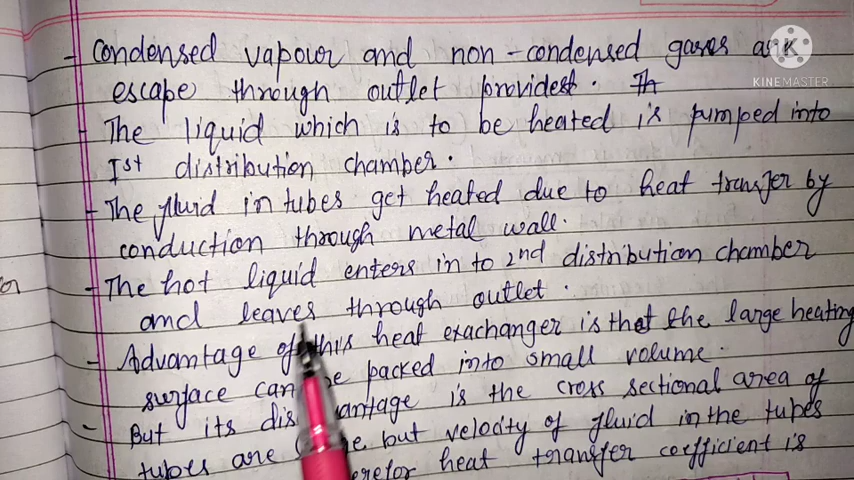 - Condensed vapour and non-condensed gases are
escape through outlet provided. Th
- The liquid which is to be heated is pumped into
Ist distribution chamber.
- The fluid in tubes get heated due to heat transfer by
conduction through metal wall.
- The hot liquid enters in to 2nd distribution chamber
and leaves through outlet.
- Advantage of this heat exachanger is that the large heating
surface can be packed into small volume.
- But its disadvantage is the cross sectional area of
tubes are but velocity of fluid in the tubes
heat transfer coefficient is
KINEMASTER